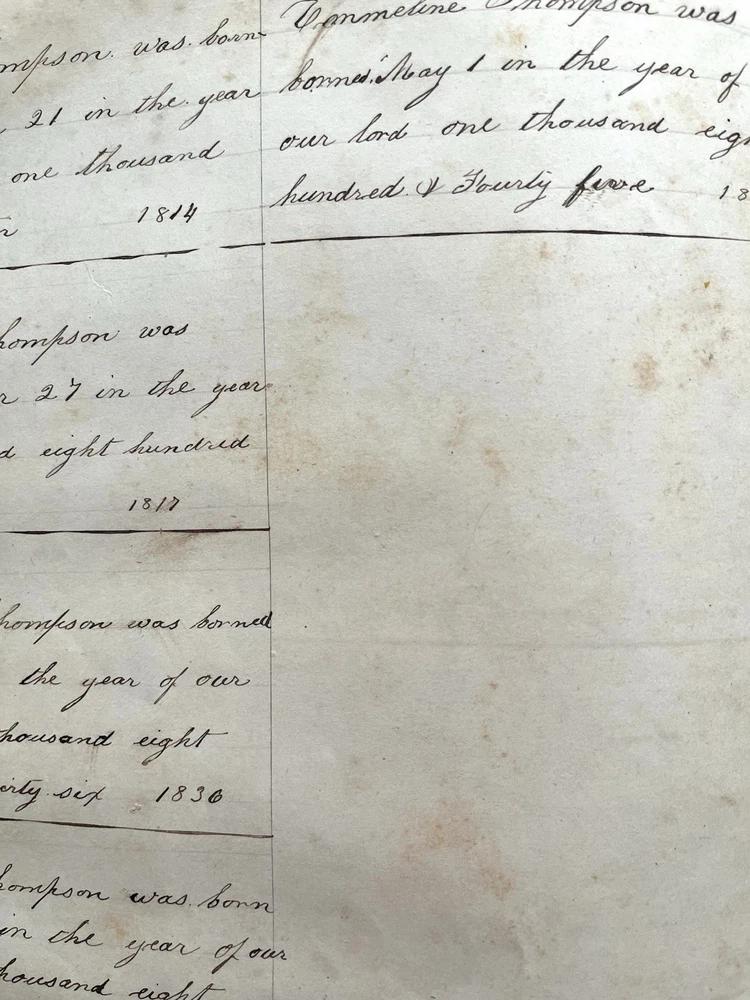 mpson was born
21 in the year
one thousand
1814
hompson was
r 27 in the year
d eight hundred
1817
hompson was borned
the year of our
housand eight
irty six 1836
hompson was born
in the year of our
housand eight
Emmeline Thompson was
borned May 1 in the year of
our lord one thousand eigh
hundred & Fourty five 18